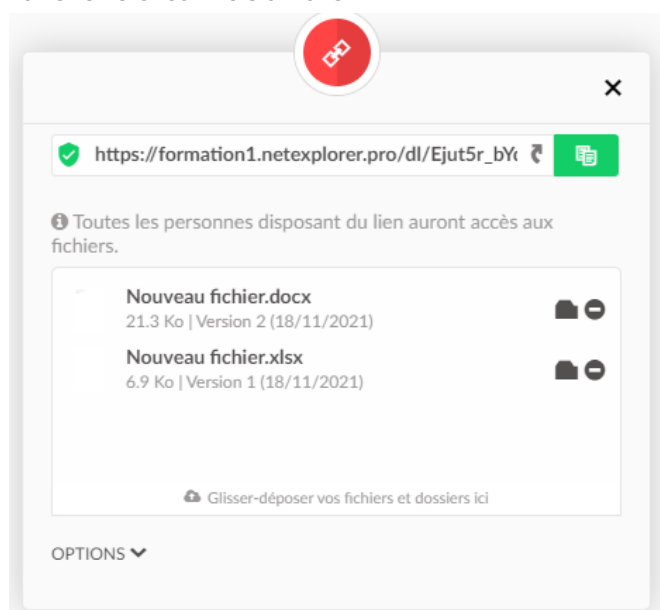 https://formation1.netexplorer.pro/dl/Ejut5r_bY
Toutes les personnes disposant du lien auront accès aux
fichiers.
Nouveau fichier.docx
21.3 Ko | Version 2 (18/11/2021)
Nouveau fichier.xlsx
6.9 Ko | Version 1 (18/11/2021)
Glisser-déposer vos fichiers et dossiers ici
OPTIONS